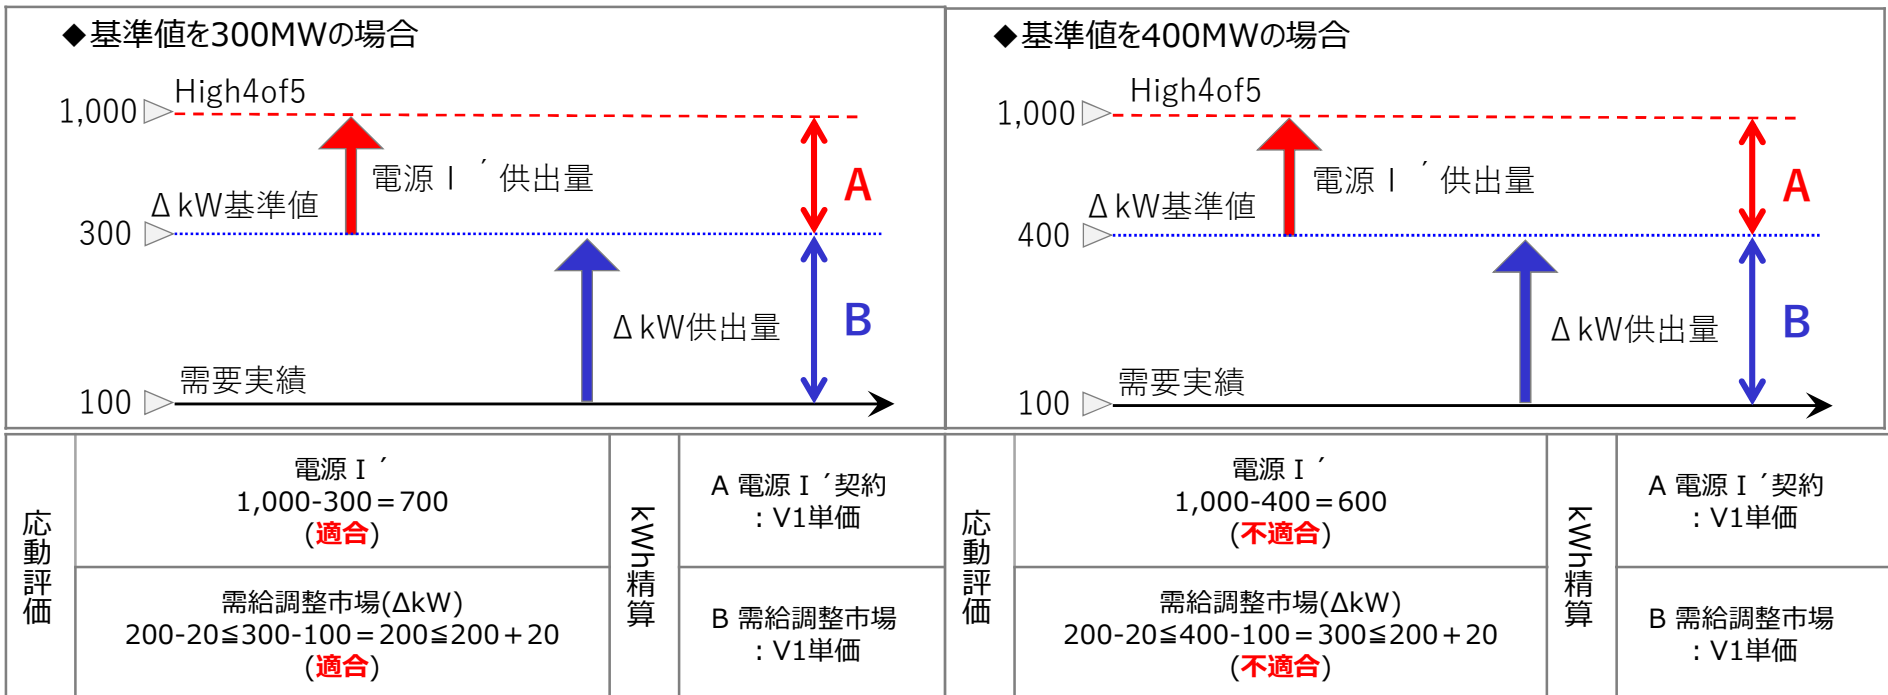 ◆基準値を300MWの場合
High4of5
1,000
電源Ⅰ´供出量
A
ΔkW基準値
300
B
ΔkW供出量
需要実績
100
応動評価
電源Ⅰ´
1,000-300=700
(適合)
需給調整市場(ΔkW)
200-20≦300-100=200≦200+20
(適合)
kWh精算
A 電源Ⅰ´契約
：V1単価
B 需給調整市場
：V1単価
◆基準値を400MWの場合
High4of5
1,000
電源Ⅰ´供出量
A
ΔkW基準値
400
B
ΔkW供出量
需要実績
100
応動評価
電源Ⅰ´
1,000-400=600
(不適合)
需給調整市場(ΔkW)
200-20≦400-100=300≦200+20
(不適合)
kWh精算
A 電源Ⅰ´契約
：V1単価
B 需給調整市場
：V1単価